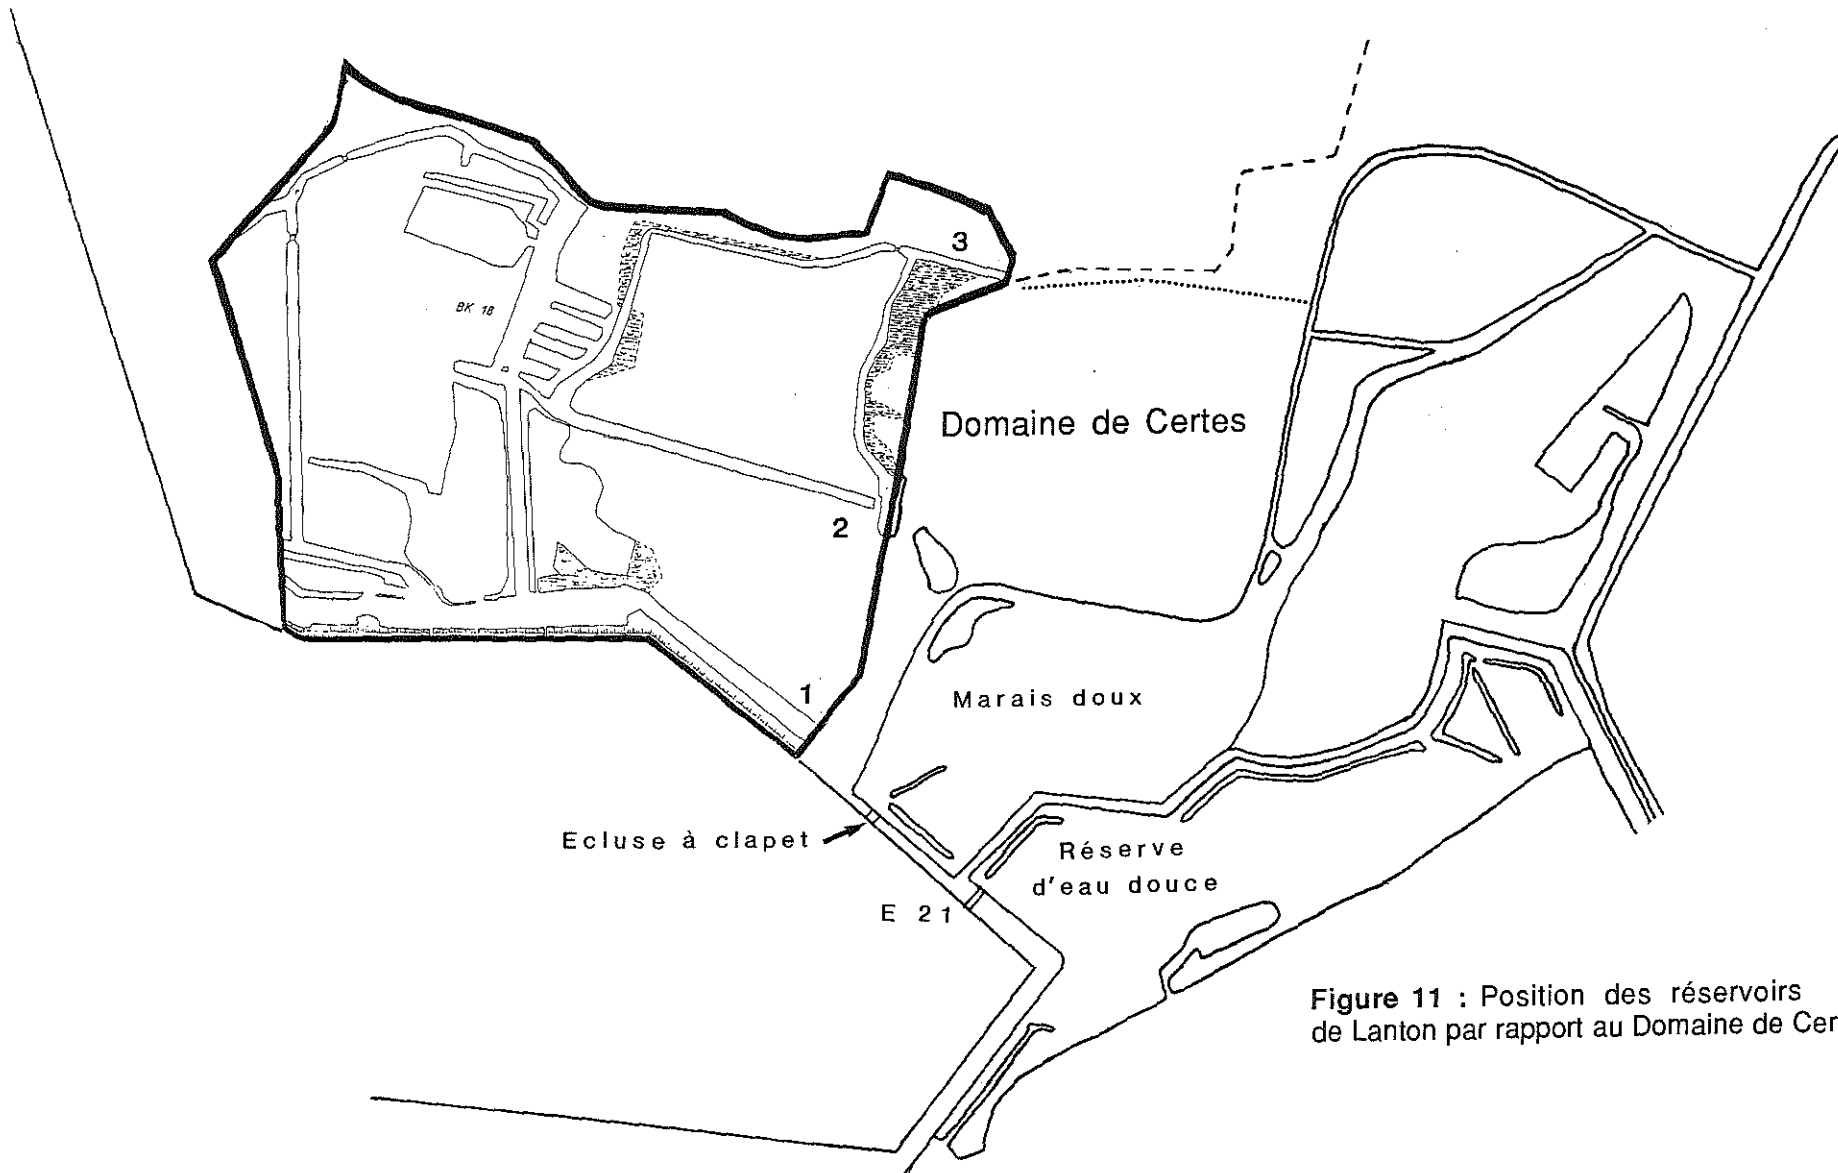 3
BK 18
Domaine de Certes
2
1
Marais doux
Ecluse à clapet
Réserve
d'eau douce
E 21
Figure 11 : Position des réservoirs
de Lanton par rapport au Domaine de Cer